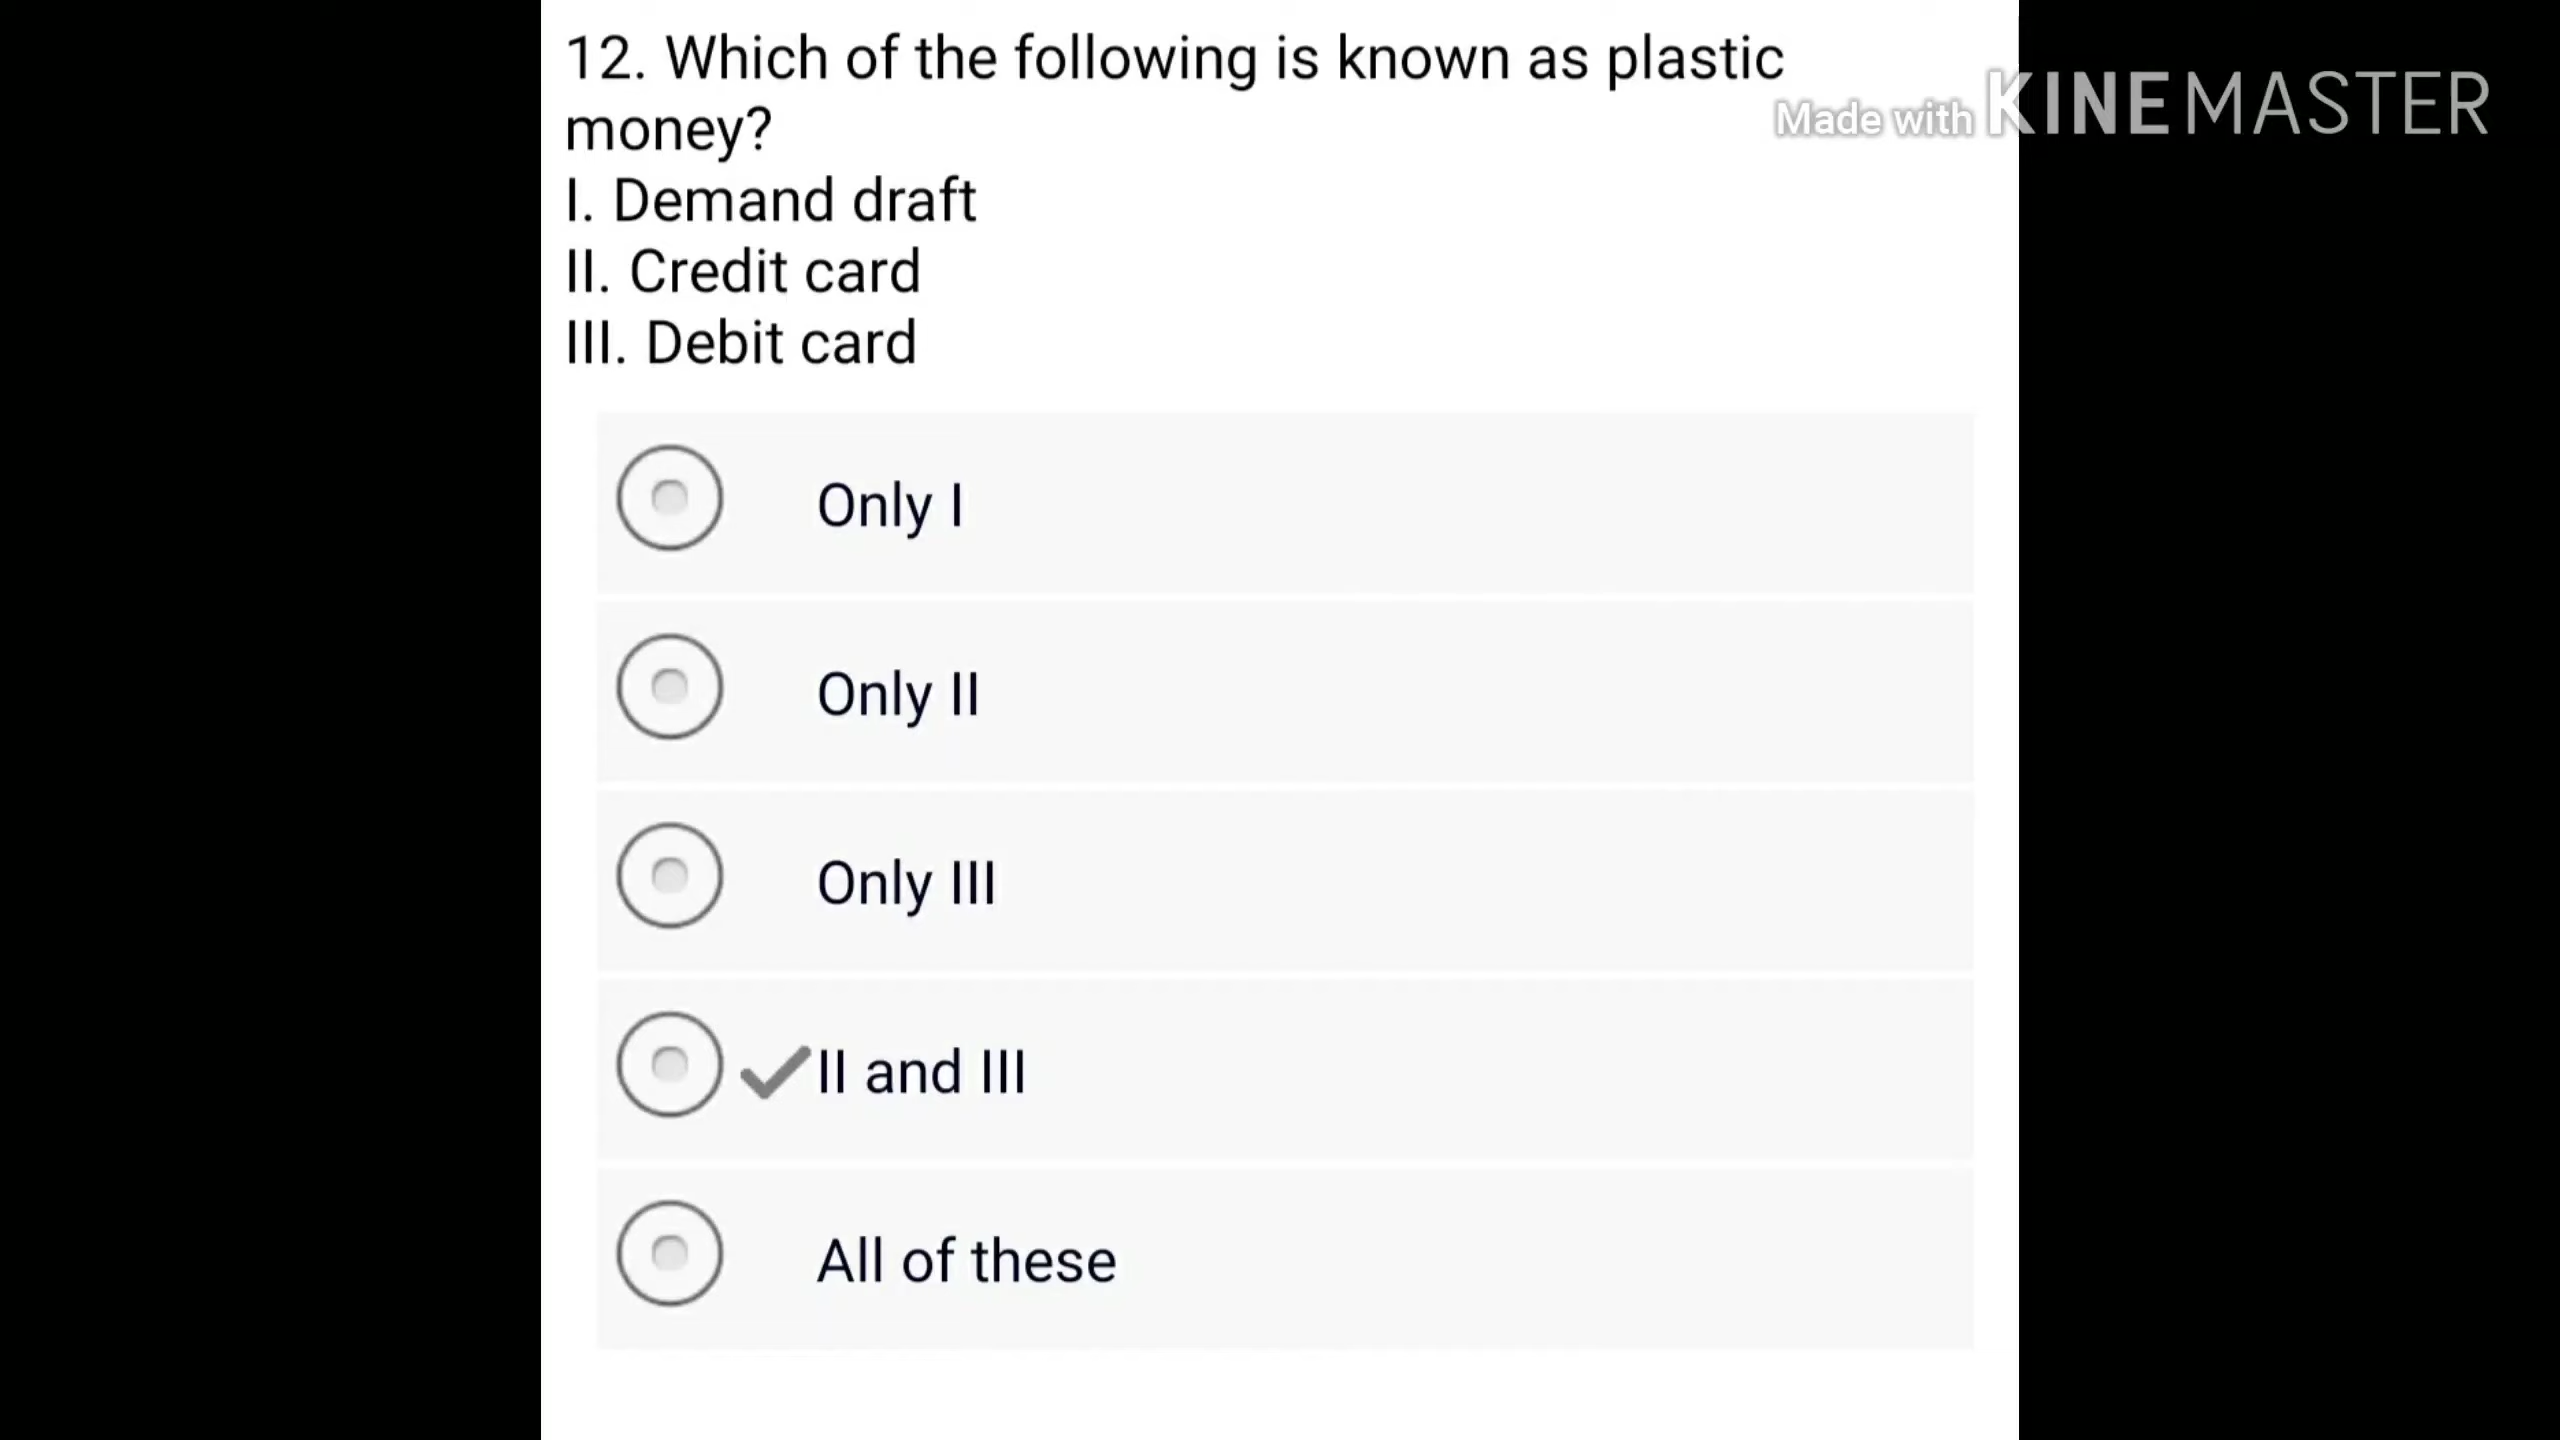 12. Which of the following is known as plastic
money?
Made with KINEMASTER
I. Demand draft
II. Credit card
III. Debit card
Only I
Only II
Only III
II and III
All of these